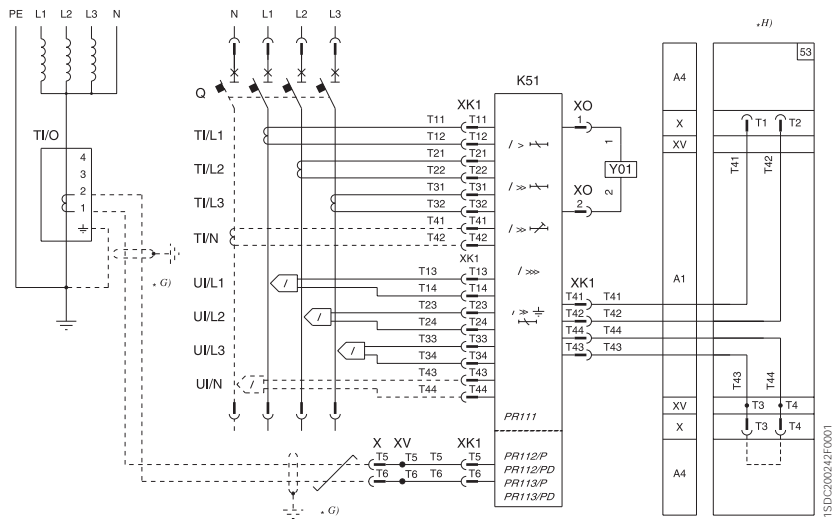 PE L1 L2 L3 N
N L1 L2 L3
* H)
53
K51
A4
Q
XK1
XO
TI/O
T11 T11
1
X
T1 T2
TI/L1
T12 T12
I >
1
XV
4
T21 T21
T41 T42
3
TI/L2
T22 T22
I >>
Y01
2
T31 T31
XO
2
1
TI/L3
T32 T32
2
T41 T41
I >>
TI/N
T42 T42
XK1
* G)
T13 T13
I >>>
XK1
A1
UI/L1
I
T14 T14
T41 T41
T23 T23
I >>
T42 T42
UI/L2
I
T24 T24
T44 T44
T33 T33
T43 T43
UI/L3
I
T34 T34
T43 T43
T43 T44
UI/N
I
T44 T44
XV
T3 T4
PR111
X
T3 T4
X XV XK1
T5 T5 T5 T5
PR112/P
PR112/PD
A4
T6 T6 T6 T6
PR113/P
PR113/PD
* G)
1SDC200242F0001